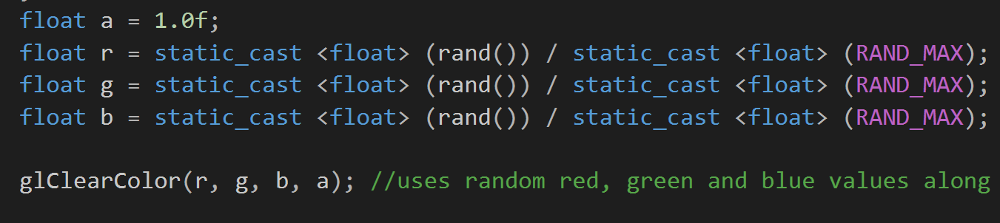 float a = 1.0f;
float r = static_cast <float> (rand()) / static_cast <float> (RAND_MAX);
float g = static_cast <float> (rand()) / static_cast <float> (RAND_MAX);
float b = static_cast <float> (rand()) / static_cast <float> (RAND_MAX);
glClearColor(r, g, b, a); //uses random red, green and blue values along